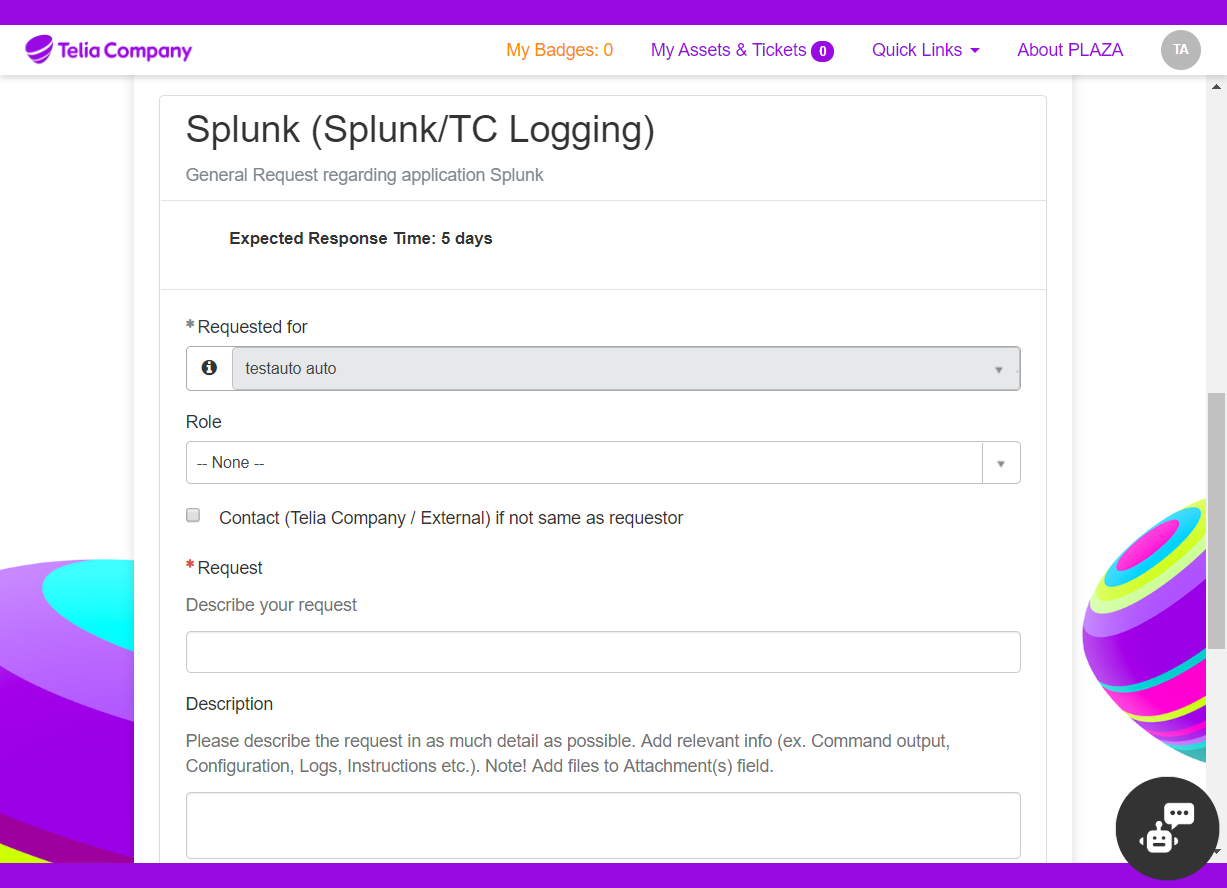 Telia Company
My Badges: 0
My Assets & Tickets 0
Quick Links
About PLAZA
TA
Splunk (Splunk/TC Logging)
General Request regarding application Splunk
Expected Response Time: 5 days
* Requested for
testauto auto
Role
-- None --
Contact (Telia Company / External) if not same as requestor
* Request
Describe your request
Description
Please describe the request in as much detail as possible. Add relevant info (ex. Command output,
Configuration, Logs, Instructions etc.). Note! Add files to Attachment(s) field.